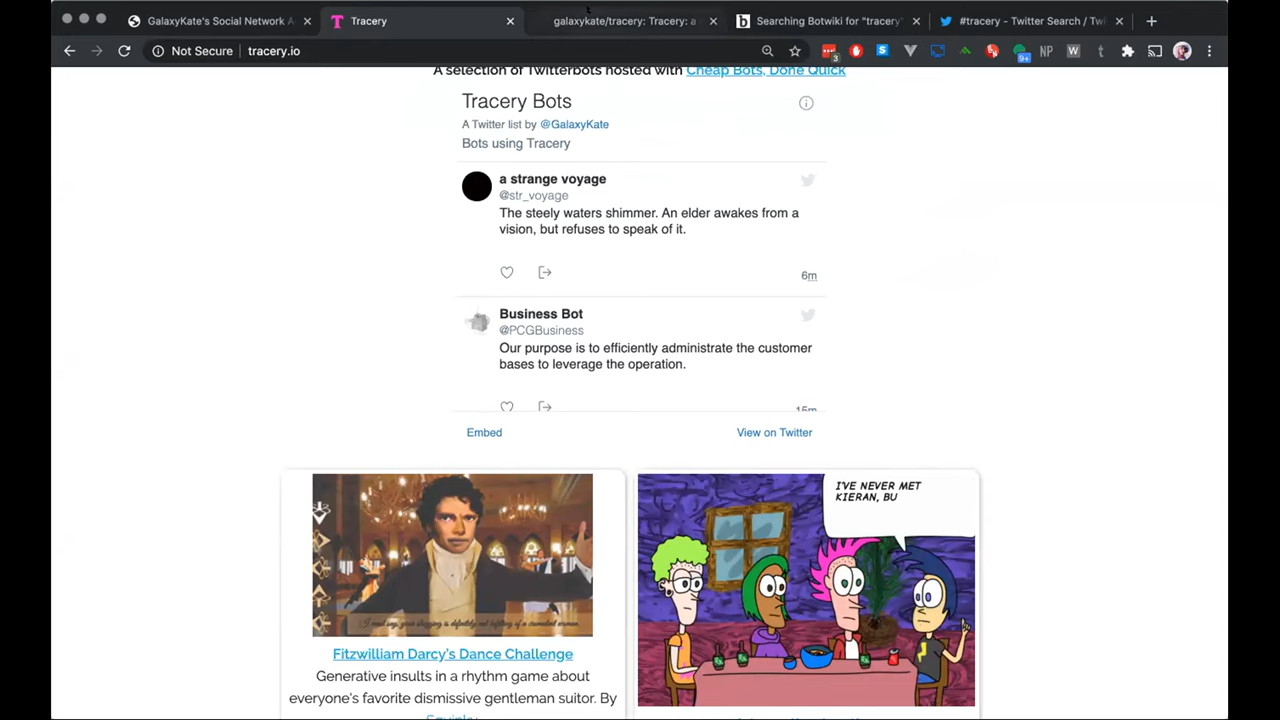 GalaxyKate's Social Network A
Tracery
galaxykate/tracery: Tracery: a
Searching Botwiki for "tracery"
#tracery - Twitter Search / Twi
Not Secure | tracery.io
3
9+
NP
W
t
A selection of Twitterbots hosted with Cheap Bots, Done Quick
Tracery Bots
A Twitter list by @GalaxyKate
Bots using Tracery
a strange voyage
@str_voyage
The steely waters shimmer. An elder awakes from a
vision, but refuses to speak of it.
6m
Business Bot
@PCGBusiness
Our purpose is to efficiently administrate the customer
bases to leverage the operation.
15m
Embed
View on Twitter
I'VE NEVER MET
KIERAN, BU
Fitzwilliam Darcy's Dance Challenge
Generative insults in a rhythm game about
everyone's favorite dismissive gentleman suitor. By